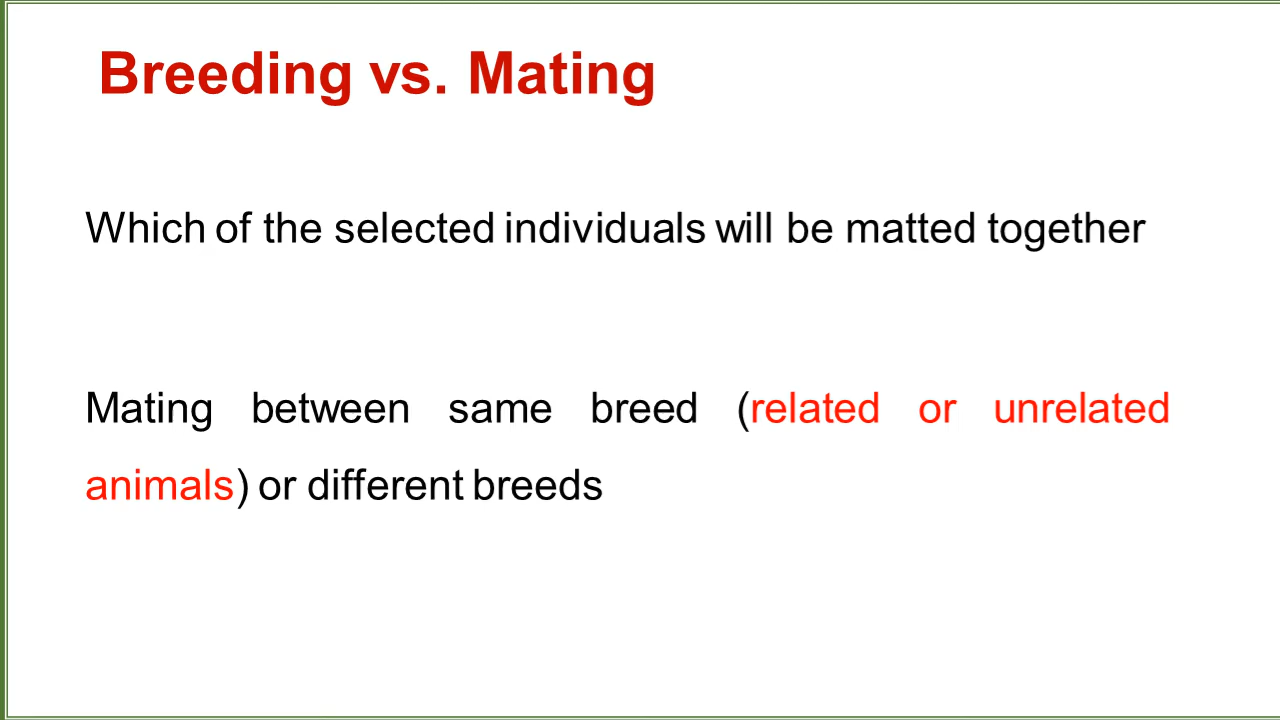 Breeding vs. Mating
Which of the selected individuals will be matted together
Mating between same breed (related or unrelated
animals) or different breeds